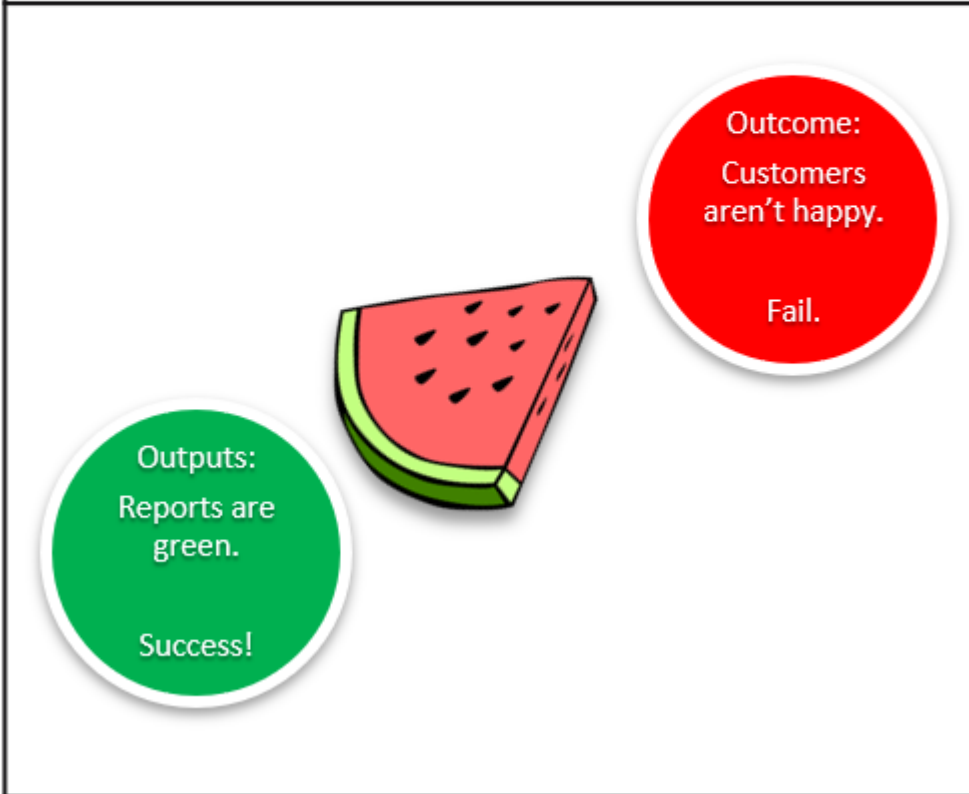 Outcome:
Customers
aren’t happy.
Fail.
Outputs:
Reports are
green.
Success!